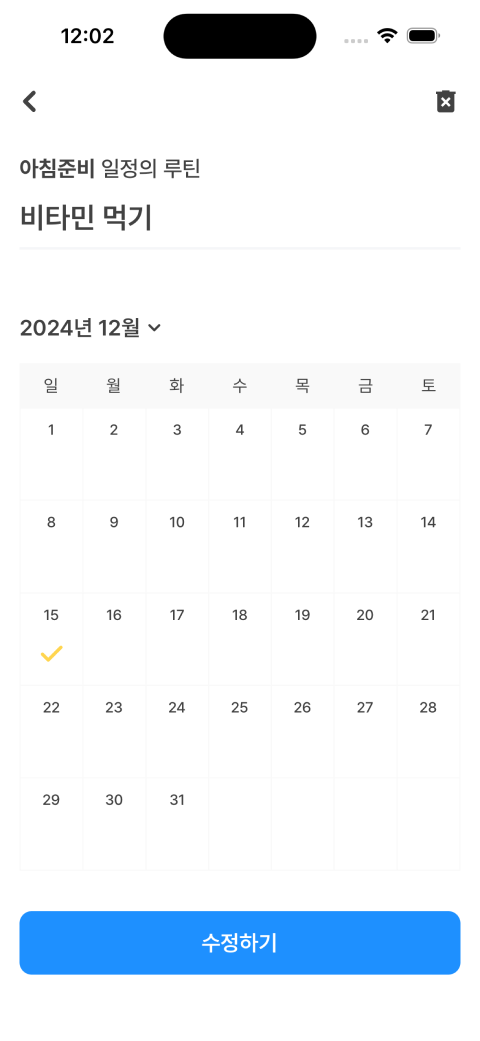 12:02
아침준비 일정의 루틴
비타민 먹기
2024년 12월
일 월 화 수 목 금 토
1 2 3 4 5 6 7
8 9 10 11 12 13 14
15 16 17 18 19 20 21
22 23 24 25 26 27 28
29 30 31
수정하기